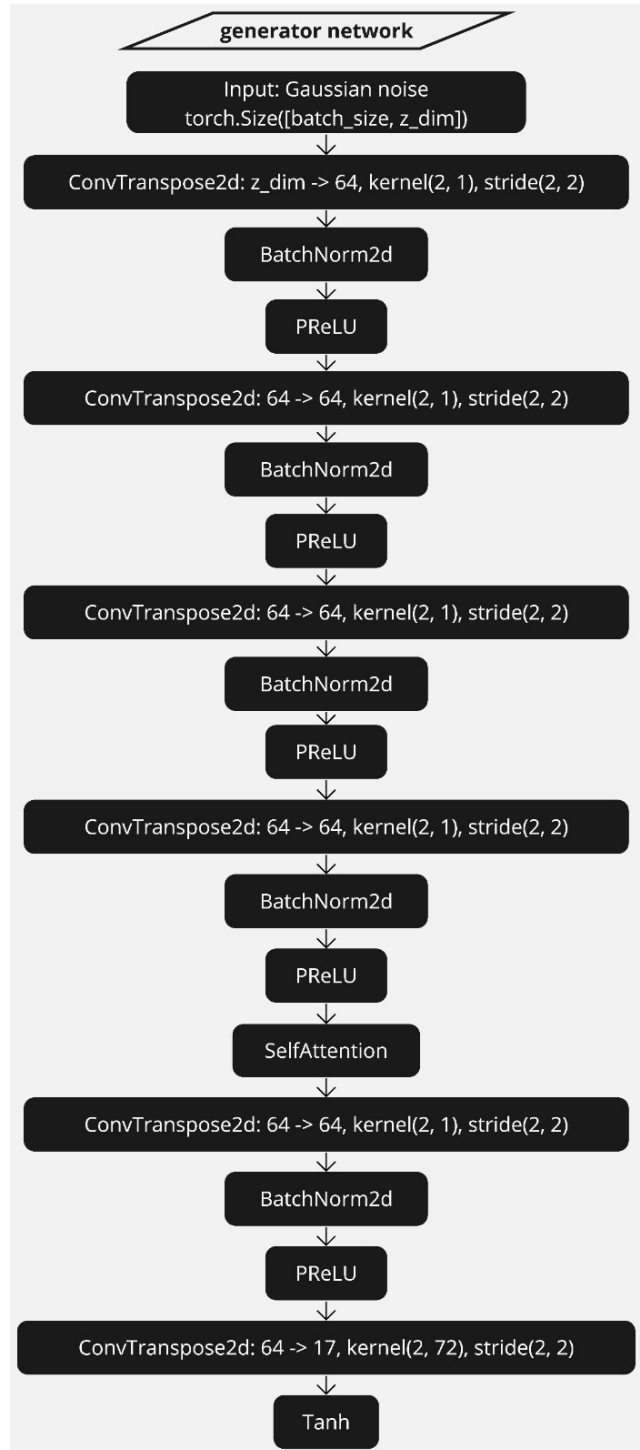 generator network
Input: Gaussian noise
torch.Size([batch_size, z_dim])
ConvTranspose2d: z_dim -> 64, kernel(2, 1), stride(2, 2)
BatchNorm2d
PReLU
ConvTranspose2d: 64 -> 64, kernel(2, 1), stride(2, 2)
BatchNorm2d
PReLU
ConvTranspose2d: 64 -> 64, kernel(2, 1), stride(2, 2)
BatchNorm2d
PReLU
ConvTranspose2d: 64 -> 64, kernel(2, 1), stride(2, 2)
BatchNorm2d
PReLU
SelfAttention
ConvTranspose2d: 64 -> 64, kernel(2, 1), stride(2, 2)
BatchNorm2d
PReLU
ConvTranspose2d: 64 -> 17, kernel(2, 72), stride(2, 2)
Tanh